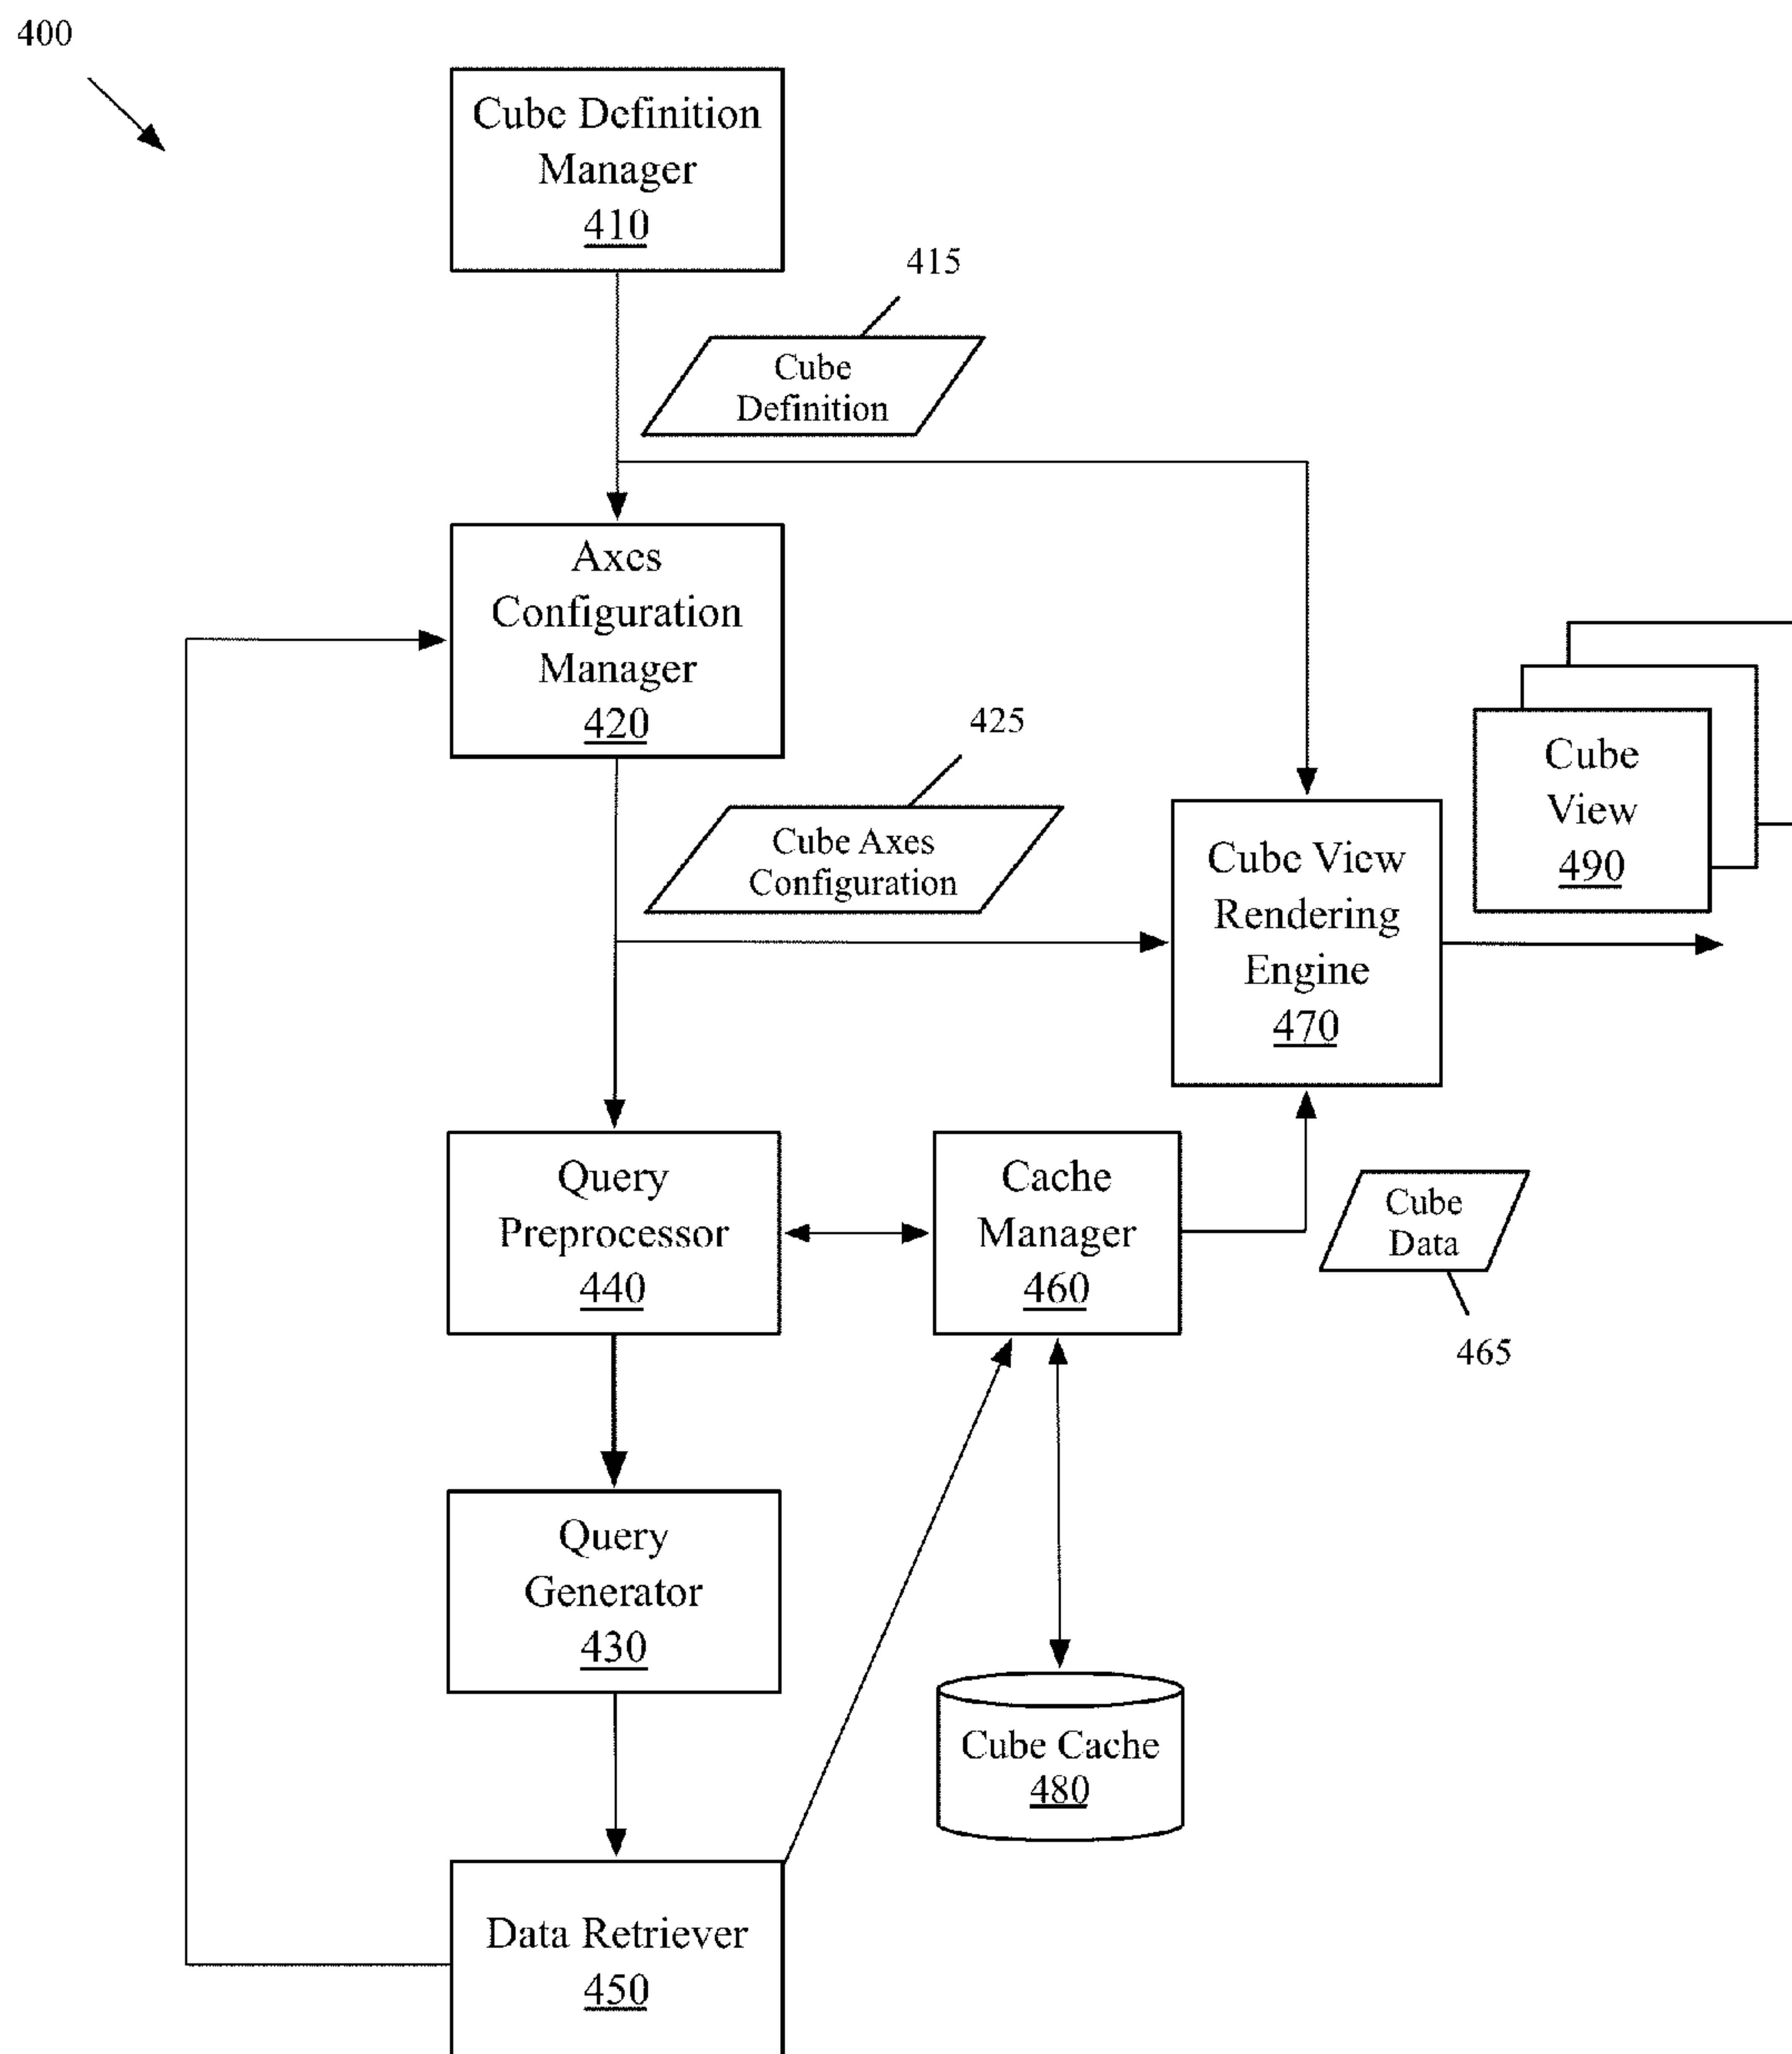 400
Cube Definition
Manager
410
415
Cube
Definition
Axes
Configuration
Manager
420
425
Cube Axes
Configuration
Cube View
Rendering
Engine
470
Cube
View
490
Query
Preprocessor
440
Cache
Manager
460
Cube
Data
465
Query
Generator
430
Cube Cache
480
Data Retriever
450